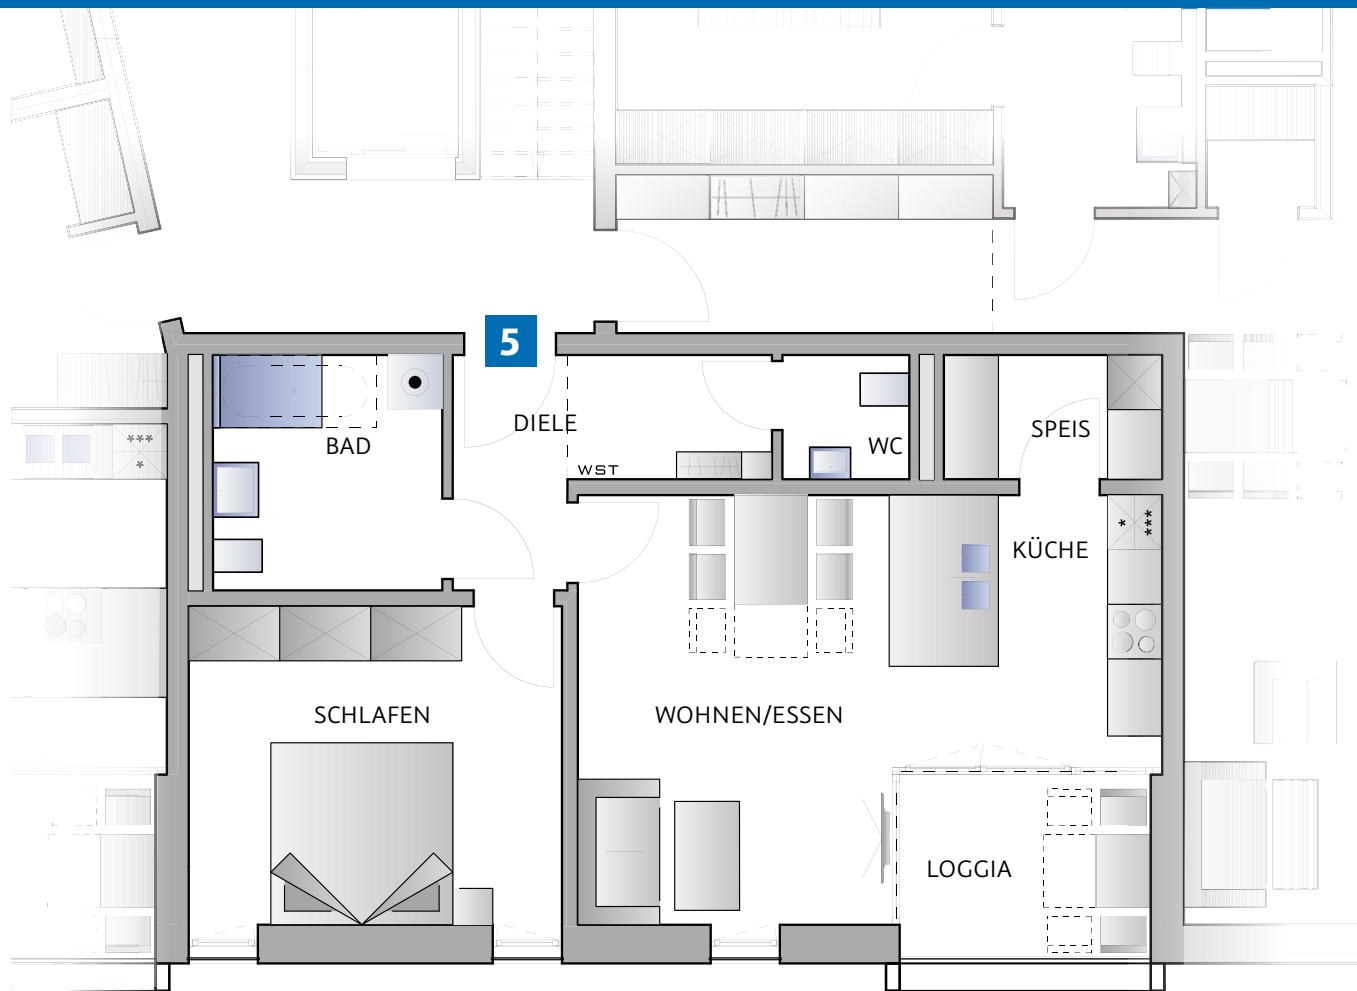 5
DIELE
BAD
WST
WC
SPEIS
KÜCHE
SCHLAFEN
WOHNEN/ESSEN
LOGGIA